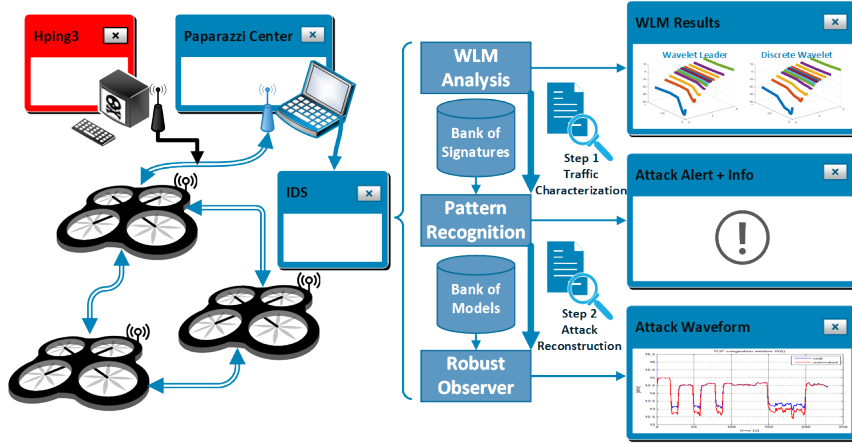 Hping3
Paparazzi Center
IDS
WLM
Analysis
Bank of
Signatures
Pattern
Recognition
Bank of
Models
Robust
Observer
Step 1
Traffic
Characterization
Step 2
Attack
Reconstruction
WLM Results
Wavelet Leader
Discrete Wavelet
Attack Alert + Info
Attack Waveform